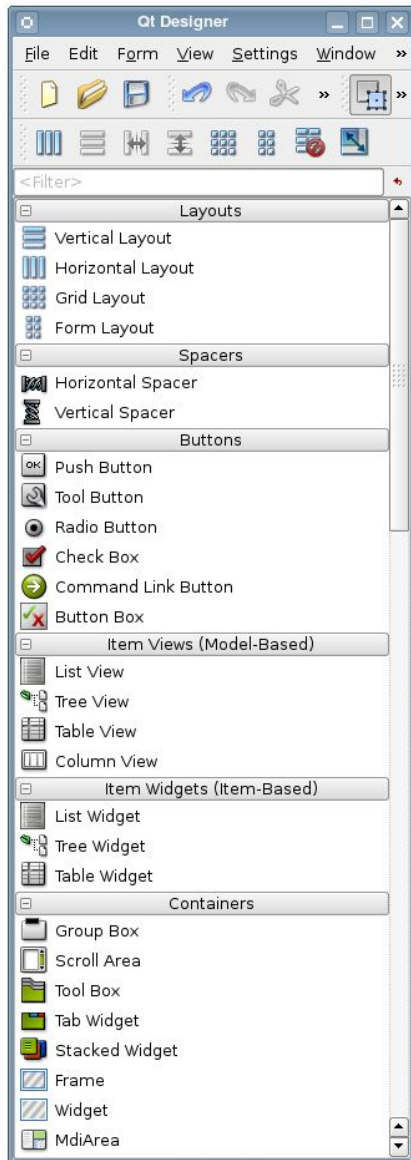 Qt Designer
File Edit Form View Settings Window »
» »
<Filter>
Layouts
Vertical Layout
Horizontal Layout
Grid Layout
Form Layout
Spacers
Horizontal Spacer
Vertical Spacer
Buttons
OK Push Button
Tool Button
Radio Button
Check Box
Command Link Button
Button Box
Item Views (Model-Based)
List View
Tree View
Table View
Column View
Item Widgets (Item-Based)
List Widget
Tree Widget
Table Widget
Containers
Group Box
Scroll Area
Tool Box
Tab Widget
Stacked Widget
Frame
Widget
MdiArea